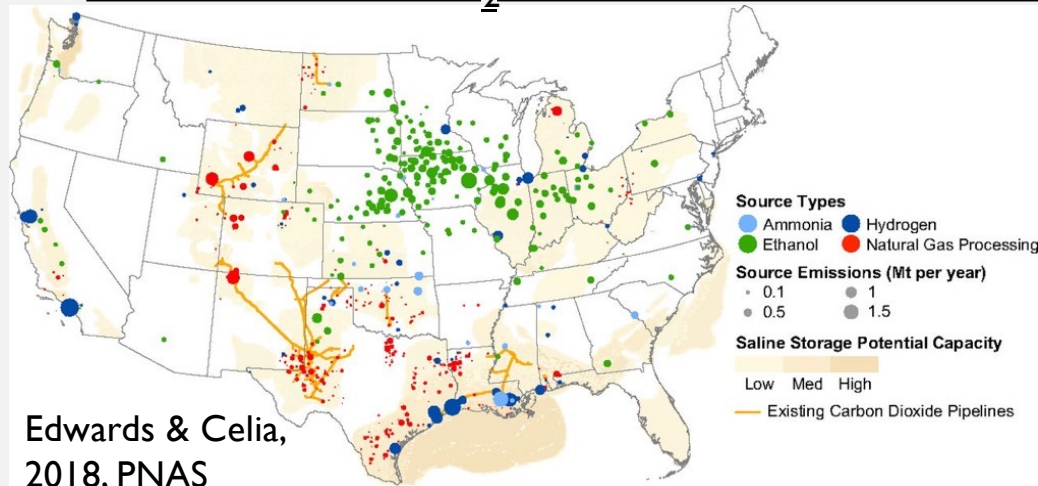 2
Source Types
Ammonia Hydrogen
Ethanol Natural Gas Processing
Source Emissions (Mt per year)
0.1 1
0.5 1.5
Saline Storage Potential Capacity
Low Med High
Existing Carbon Dioxide Pipelines
Edwards & Celia,
2018, PNAS